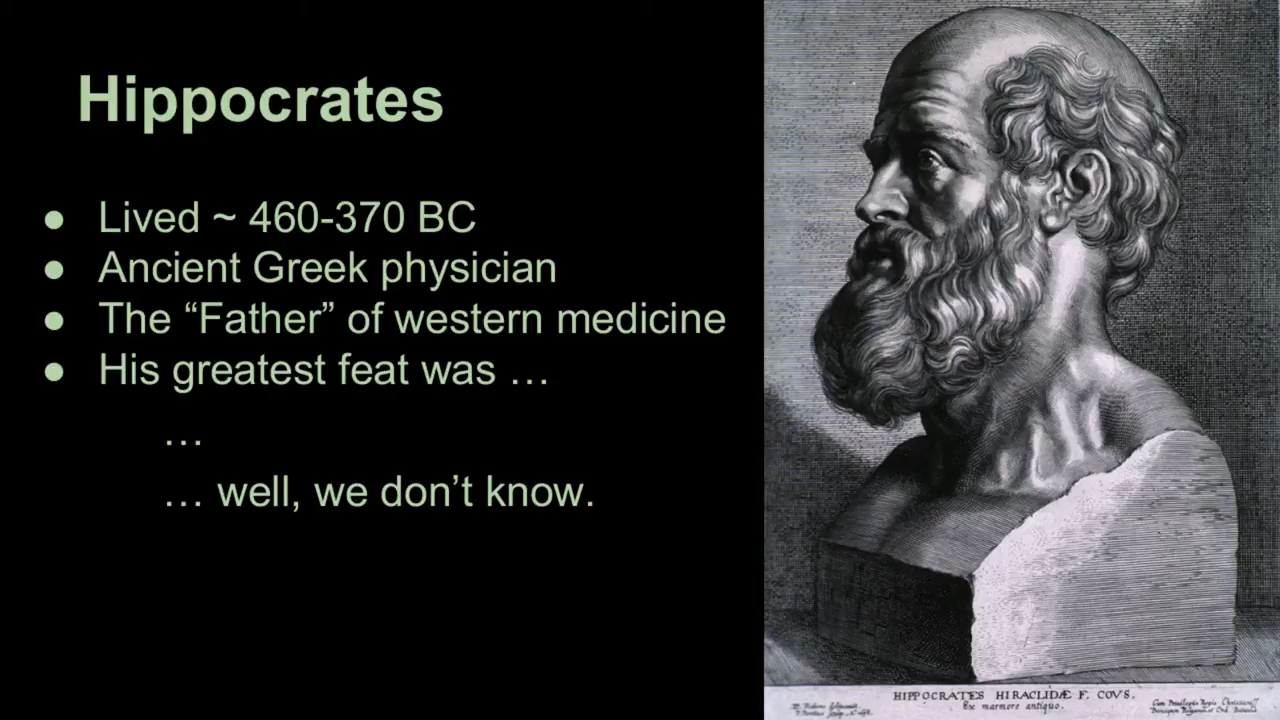 Hippocrates
● Lived ~ 460-370 BC
● Ancient Greek physician
● The “Father” of western medicine
● His greatest feat was …
…
… well, we don’t know.
HIPPOCRATES HIRACLIDÆ F. COVS.
Ex marmore antiquo.